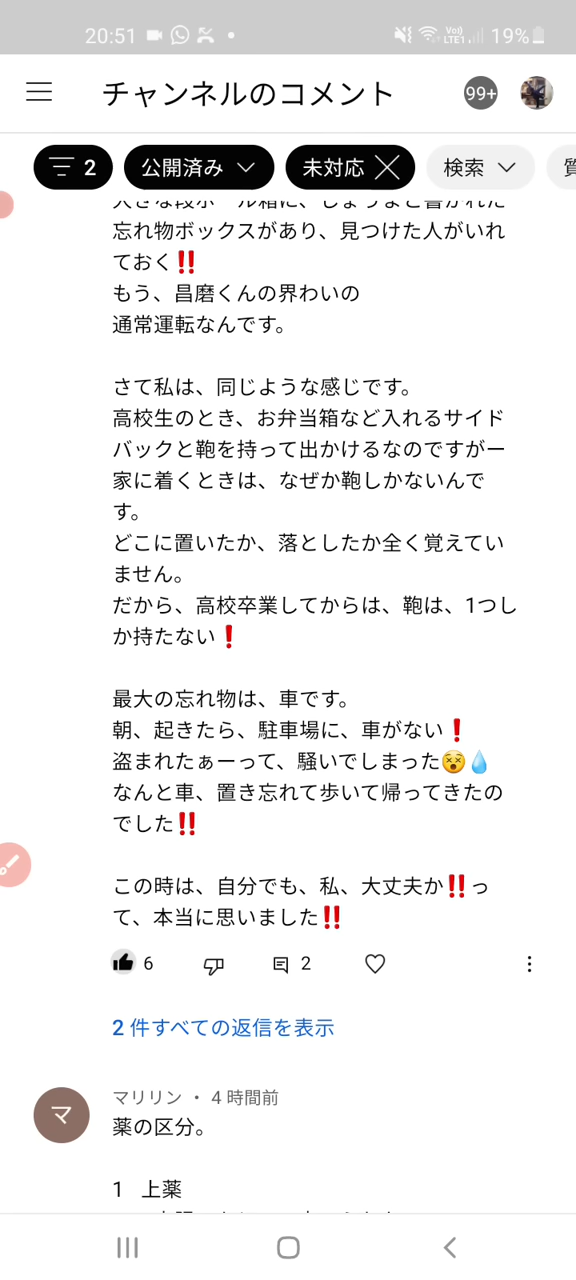 20:51
Vo)) LTE1 19%
チャンネルのコメント
99+
2 公開済み 未対応 検索
忘れ物ボックスがあり、見つけた人がいれ
ておく‼️
もう、昌磨くんの界わいの
通常運転なんです。
さて私は、同じような感じです。
高校生のとき、お弁当箱など入れるサイド
バックと鞄を持って出かけるなのですがー
家に着くときは、なぜか鞄しかないんで
す。
どこに置いたか、落としたか全く覚えてい
ません。
だから、高校卒業してからは、鞄は、1つし
か持たない❗
最大の忘れ物は、車です。
朝、起きたら、駐車場に、車がない❗
盗まれたぁーって、騒いでしまった😵💧
なんと車、置き忘れて歩いて帰ってきたの
でした‼️
この時は、自分でも、私、大丈夫か‼️っ
て、本当に思いました‼️
6 2
2 件すべての返信を表示
マ
マリリン • 4 時間前
薬の区分。
1 上薬